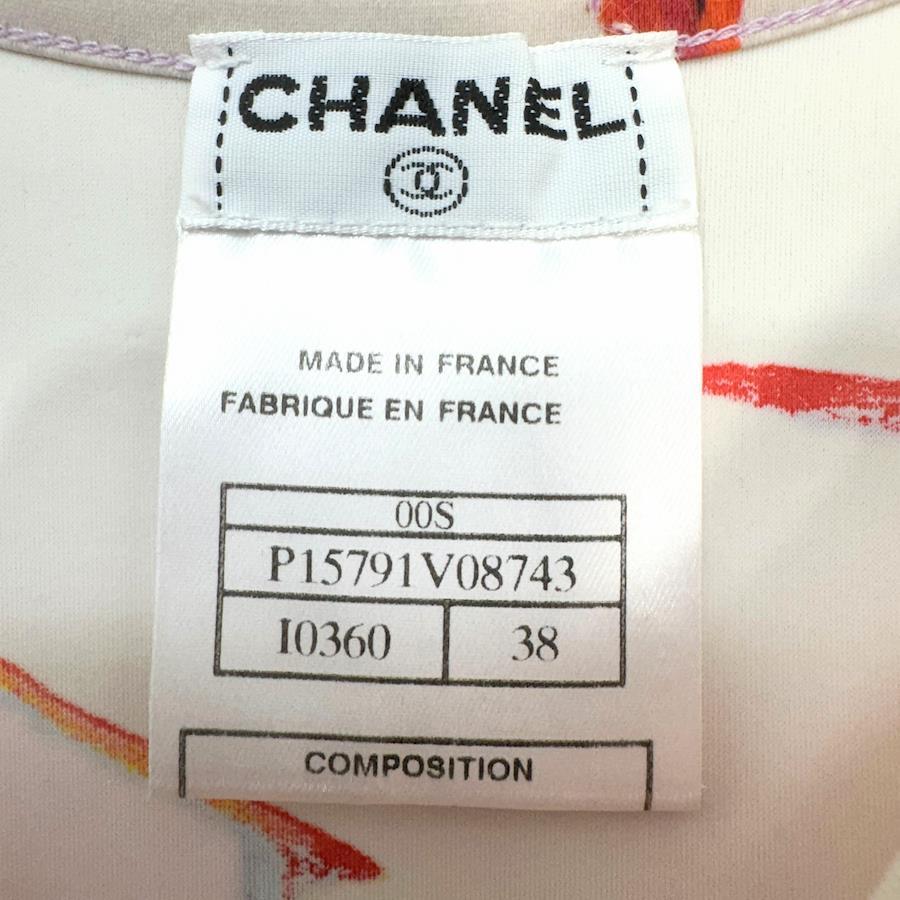 CHANEL
MADE IN FRANCE
FABRIQUE EN FRANCE
00S
P15791V08743
I0360 38
COMPOSITION